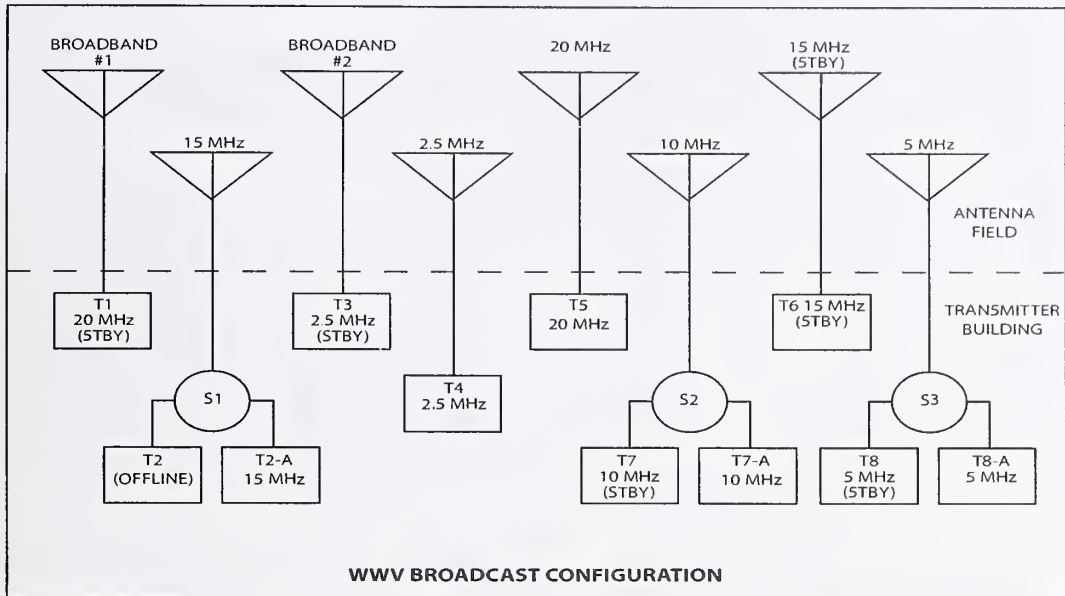 BROADBAND
#1
BROADBAND
#2
20 MHz
15 MHz
(STBY)
15 MHz
2.5 MHz
10 MHz
5 MHz
ANTENNA
FIELD
T1
20 MHz
(STBY)
T3
2.5 MHz
(STBY)
T5
20 MHz
T6 15 MHz
(STBY)
TRANSMITTER
BUILDING
S1
T4
2.5 MHz
S2
S3
T2
(OFFLINE)
T2-A
15 MHz
T7
10 MHz
(STBY)
T7-A
10 MHz
T8
5 MHz
(STBY)
T8-A
5 MHz
WWV BROADCAST CONFIGURATION